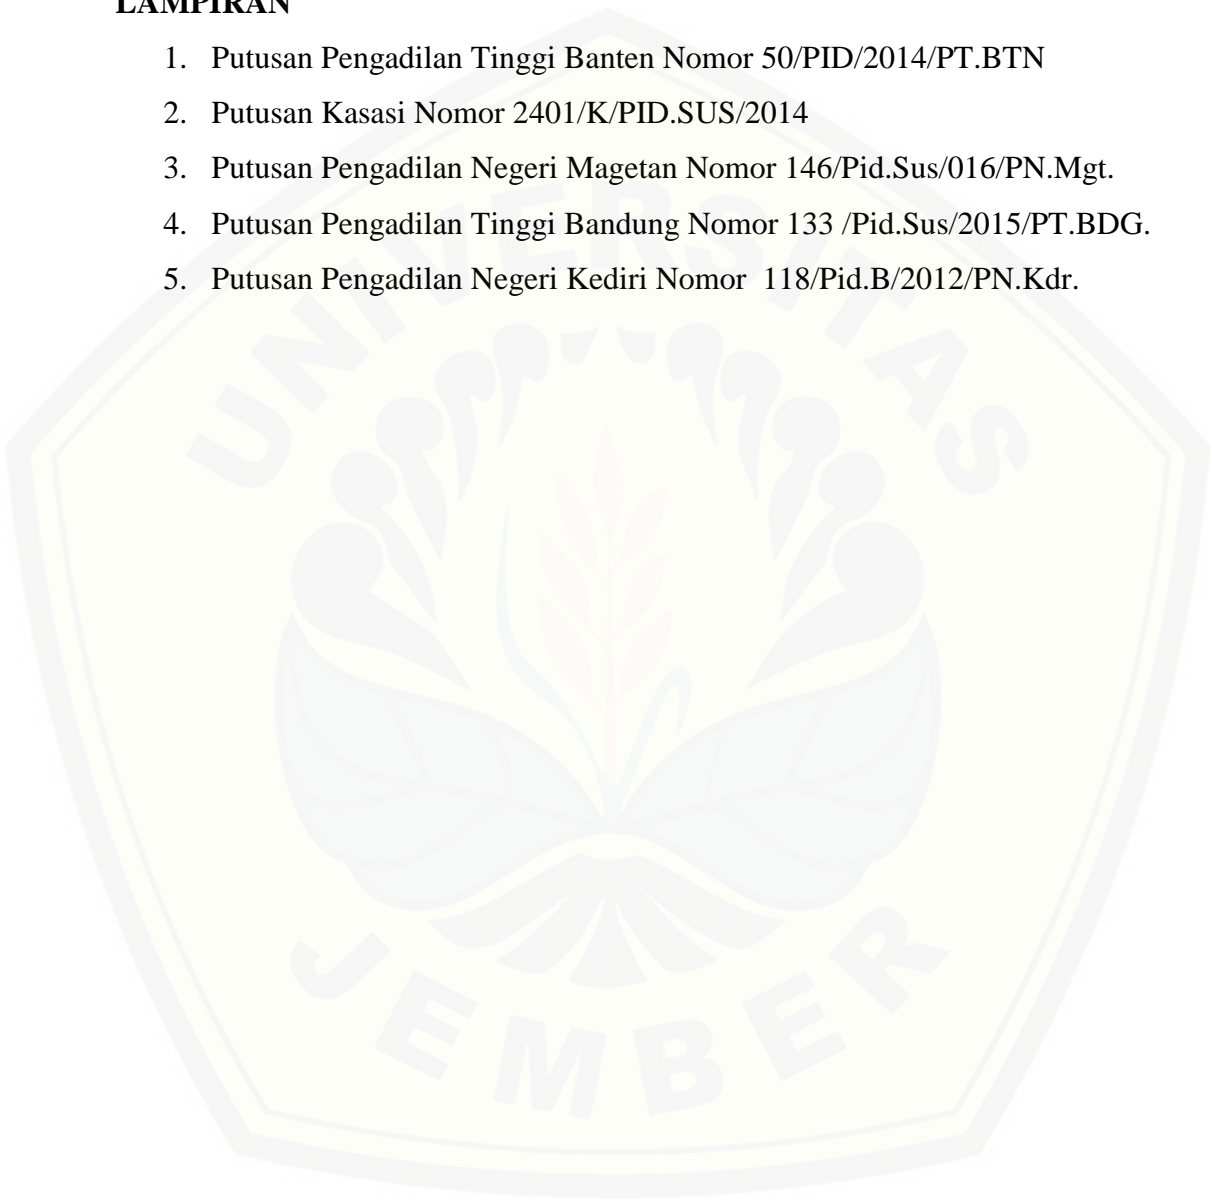 LAMPIRAN
1. Putusan Pengadilan Tinggi Banten Nomor 50/PID/2014/PT.BTN
2. Putusan Kasasi Nomor 2401/K/PID.SUS/2014
3. Putusan Pengadilan Negeri Magetan Nomor 146/Pid.Sus/016/PN.Mgt.
4. Putusan Pengadilan Tinggi Bandung Nomor 133 /Pid.Sus/2015/PT.BDG.
5. Putusan Pengadilan Negeri Kediri Nomor 118/Pid.B/2012/PN.Kdr.
UNIVERSITAS
JEMBER